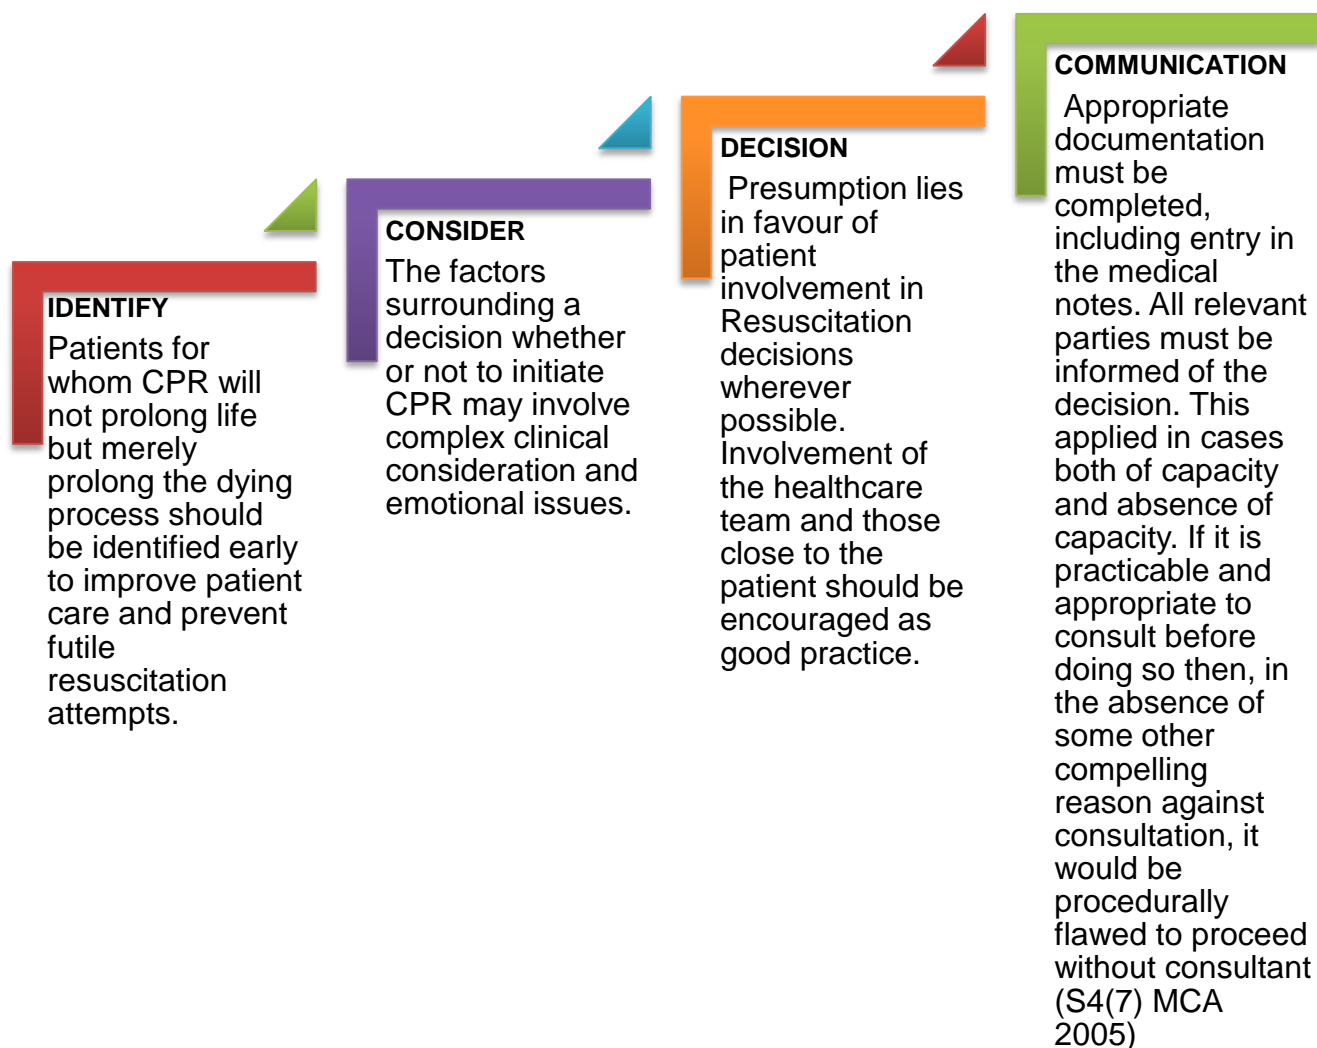 IDENTIFY
Patients for
whom CPR will
not prolong life
but merely
prolong the dying
process should
be identified early
to improve patient
care and prevent
futile
resuscitation
attempts.
CONSIDER
The factors
surrounding a
decision whether
or not to initiate
CPR may involve
complex clinical
consideration and
emotional issues.
DECISION
Presumption lies
in favour of
patient
involvement in
Resuscitation
decisions
wherever
possible.
Involvement of
the healthcare
team and those
close to the
patient should be
encouraged as
good practice.
COMMUNICATION
Appropriate
documentation
must be
completed,
including entry in
the medical
notes. All relevant
parties must be
informed of the
decision. This
applied in cases
both of capacity
and absence of
capacity. If it is
practicable and
appropriate to
consult before
doing so then, in
the absence of
some other
compelling
reason against
consultation, it
would be
procedurally
flawed to proceed
without consultant
(S4(7) MCA
2005)